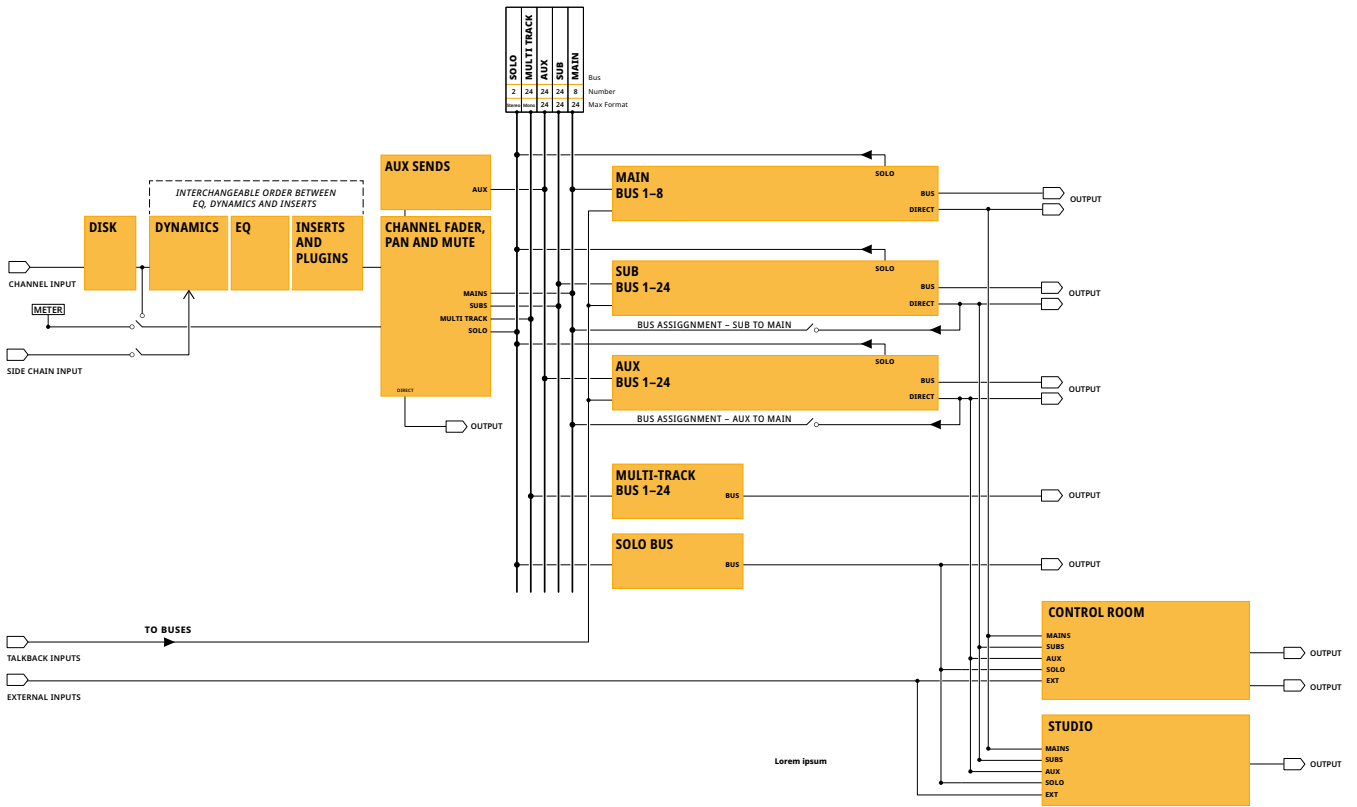 SOLO
MULTI TRACK
AUX
SUB
MAIN
Bus
2 24 24 24 8 Number
Stereo Mono 24 24 24 Max Format
AUX SENDS
AUX
INTERCHANGEABLE ORDER BETWEEN
EQ, DYNAMICS AND INSERTS
DISK
DYNAMICS
EQ
INSERTS
AND
PLUGINS
CHANNEL FADER,
PAN AND MUTE
MAINS
SUBS
MULTI TRACK
SOLO
DIRECT
OUTPUT
CHANNEL INPUT
METER
SIDE CHAIN INPUT
SOLO
MAIN
BUS 1–8
BUS
DIRECT
OUTPUT
SOLO
SUB
BUS 1–24
BUS
DIRECT
OUTPUT
BUS ASSIGGNMENT – SUB TO MAIN
SOLO
AUX
BUS 1–24
BUS
DIRECT
OUTPUT
BUS ASSIGGNMENT – AUX TO MAIN
MULTI-TRACK
BUS 1–24
BUS
OUTPUT
SOLO BUS
BUS
OUTPUT
TO BUSES
TALKBACK INPUTS
EXTERNAL INPUTS
CONTROL ROOM
MAINS
SUBS
AUX
SOLO
EXT
OUTPUT
OUTPUT
STUDIO
MAINS
SUBS
AUX
SOLO
EXT
OUTPUT
Lorem ipsum